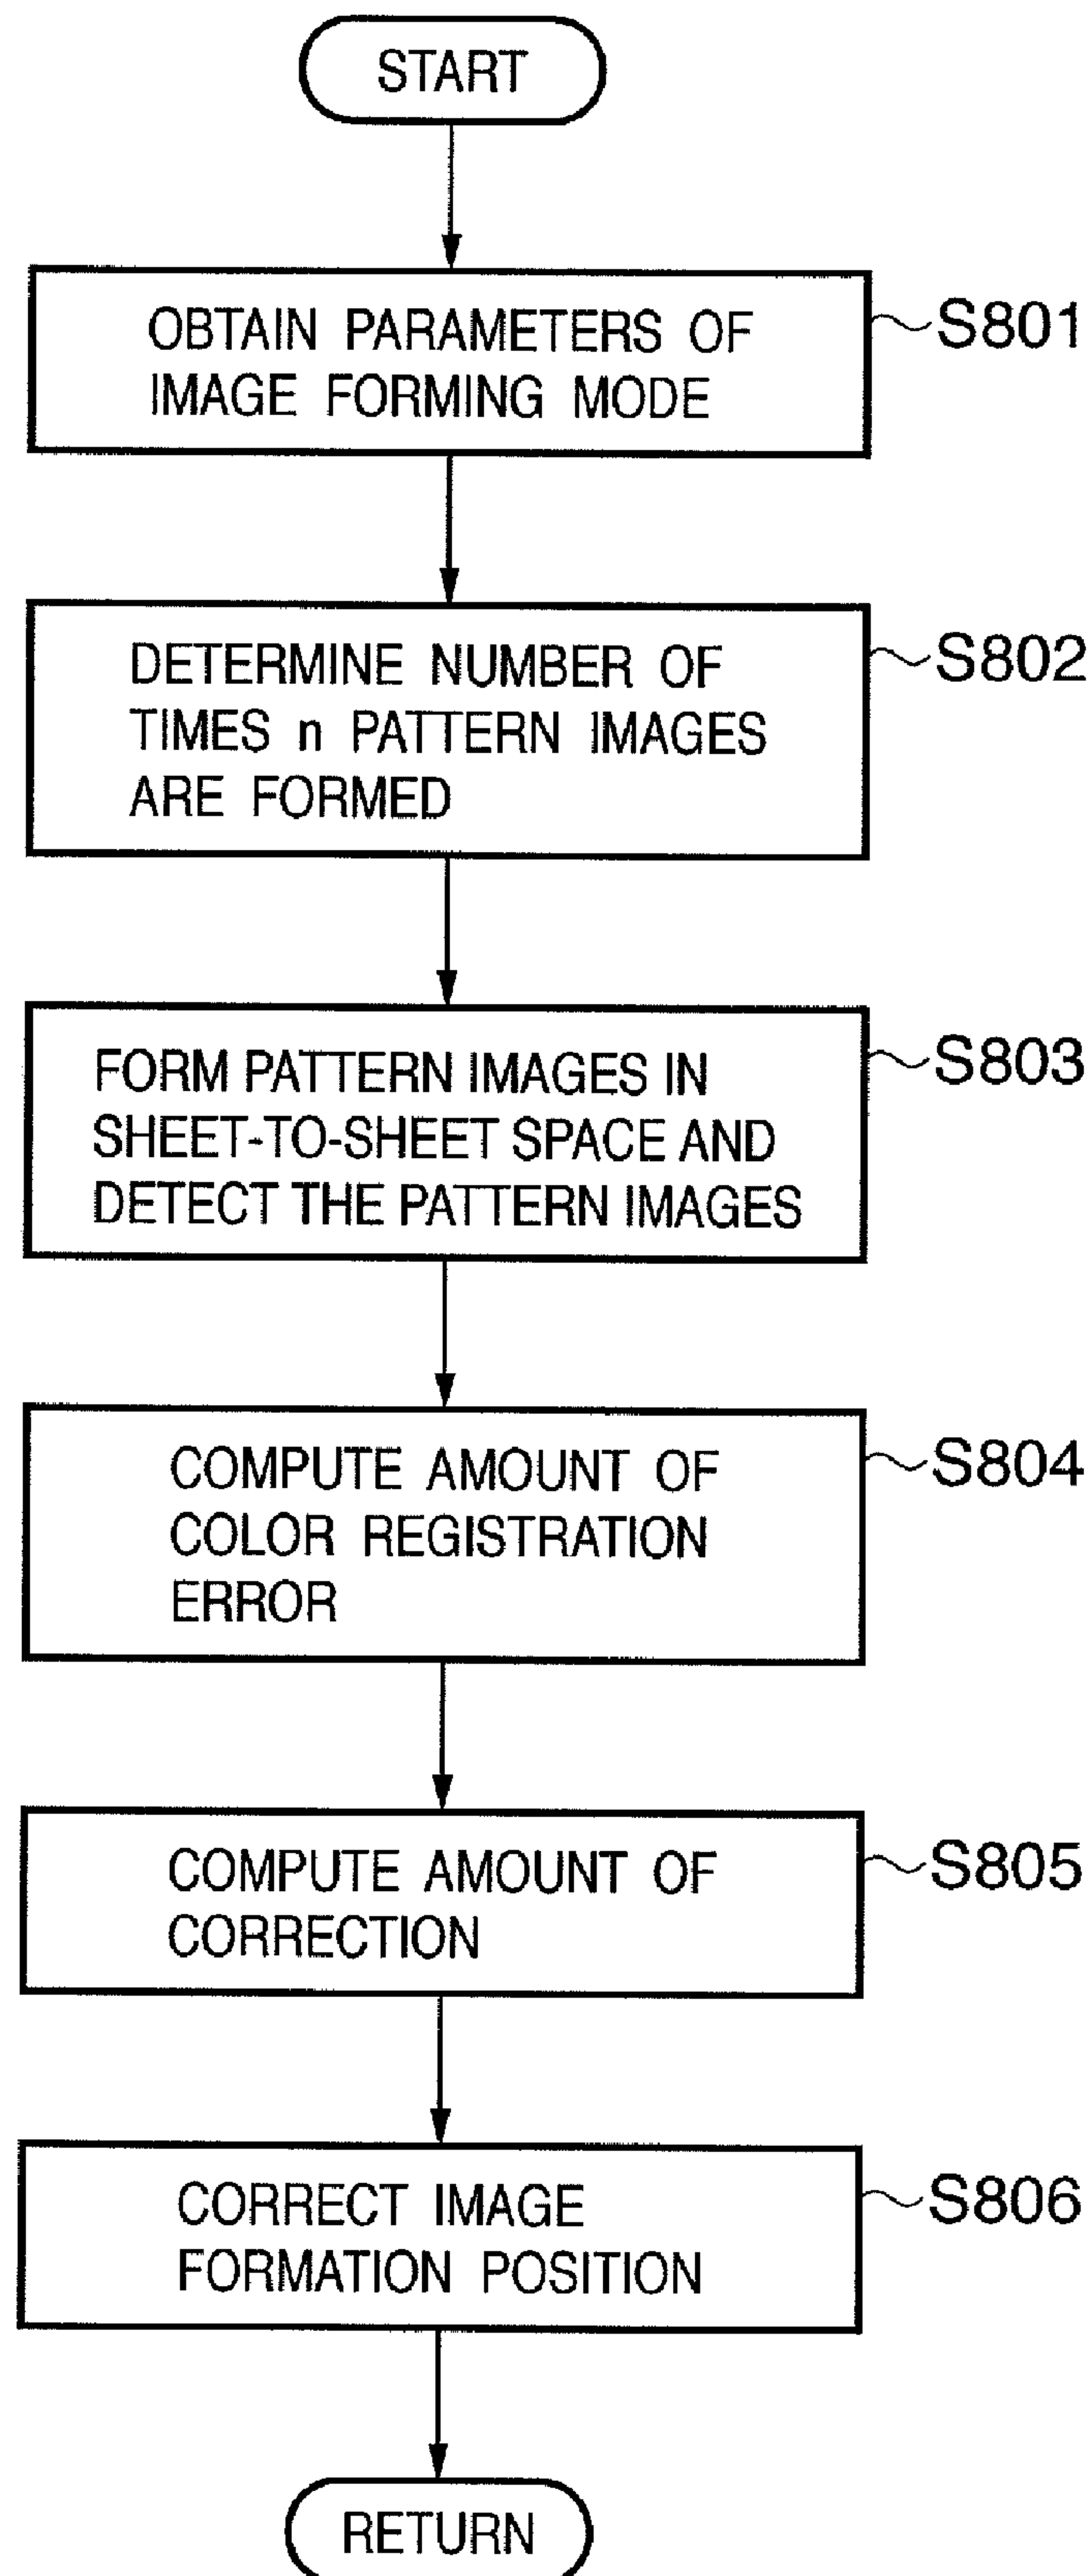 START
OBTAIN PARAMETERS OF
IMAGE FORMING MODE
S801
DETERMINE NUMBER OF
TIMES n PATTERN IMAGES
ARE FORMED
S802
FORM PATTERN IMAGES IN
SHEET-TO-SHEET SPACE AND
DETECT THE PATTERN IMAGES
S803
COMPUTE AMOUNT OF
COLOR REGISTRATION
ERROR
S804
COMPUTE AMOUNT OF
CORRECTION
S805
CORRECT IMAGE
FORMATION POSITION
S806
RETURN